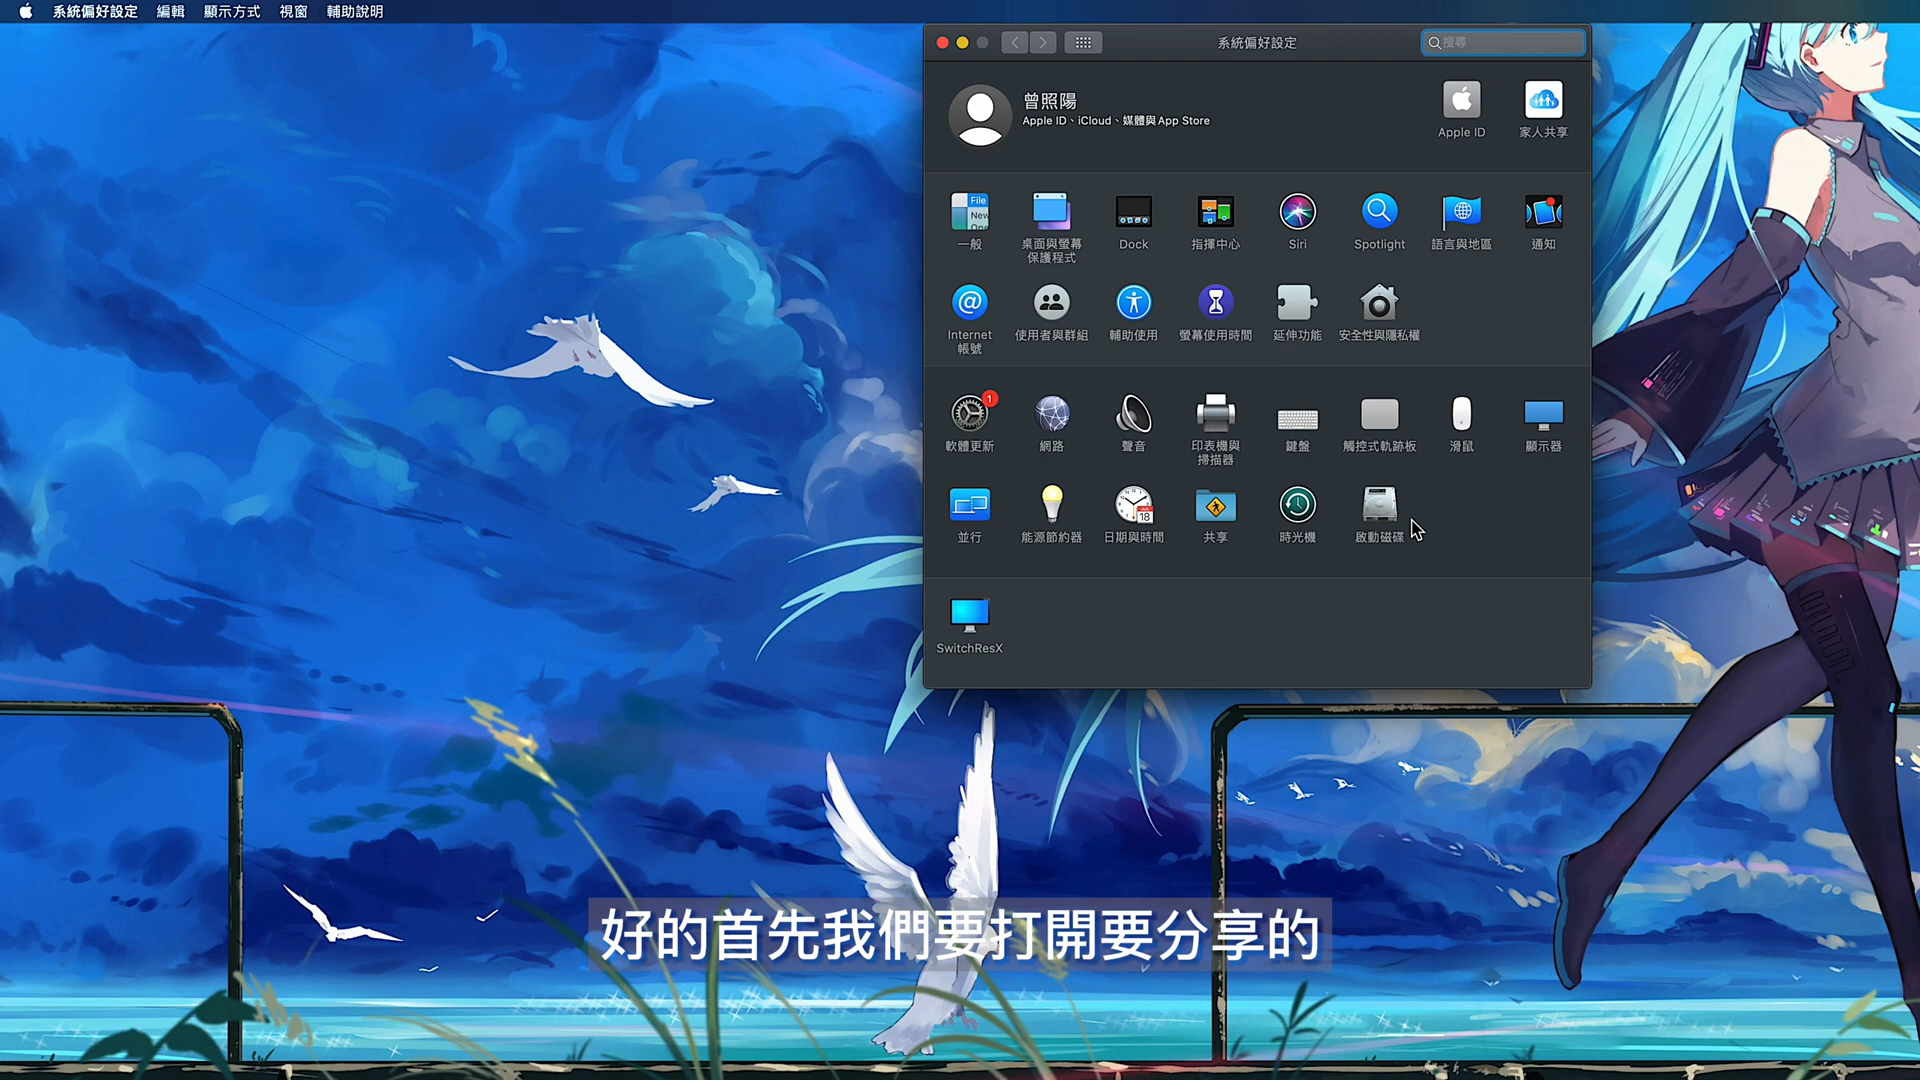 系統偏好設定 編輯 顯示方式 視窗 輔助說明
系統偏好設定
搜尋
曾照陽
Apple ID、iCloud、媒體與 App Store
Apple ID
家人共享
File
New
Ope
一般
桌面與螢幕
保護程式
Dock
指揮中心
Siri
Spotlight
語言與地區
通知
Internet
帳號
使用者與群組
輔助使用
螢幕使用時間
延伸功能
安全性與隱私權
1
軟體更新
網路
聲音
印表機與
掃描器
鍵盤
觸控式軌跡板
滑鼠
顯示器
並行
能源節約器
18
日期與時間
共享
時光機
啟動磁碟
SwitchResX
好的首先我們要打開要分享的